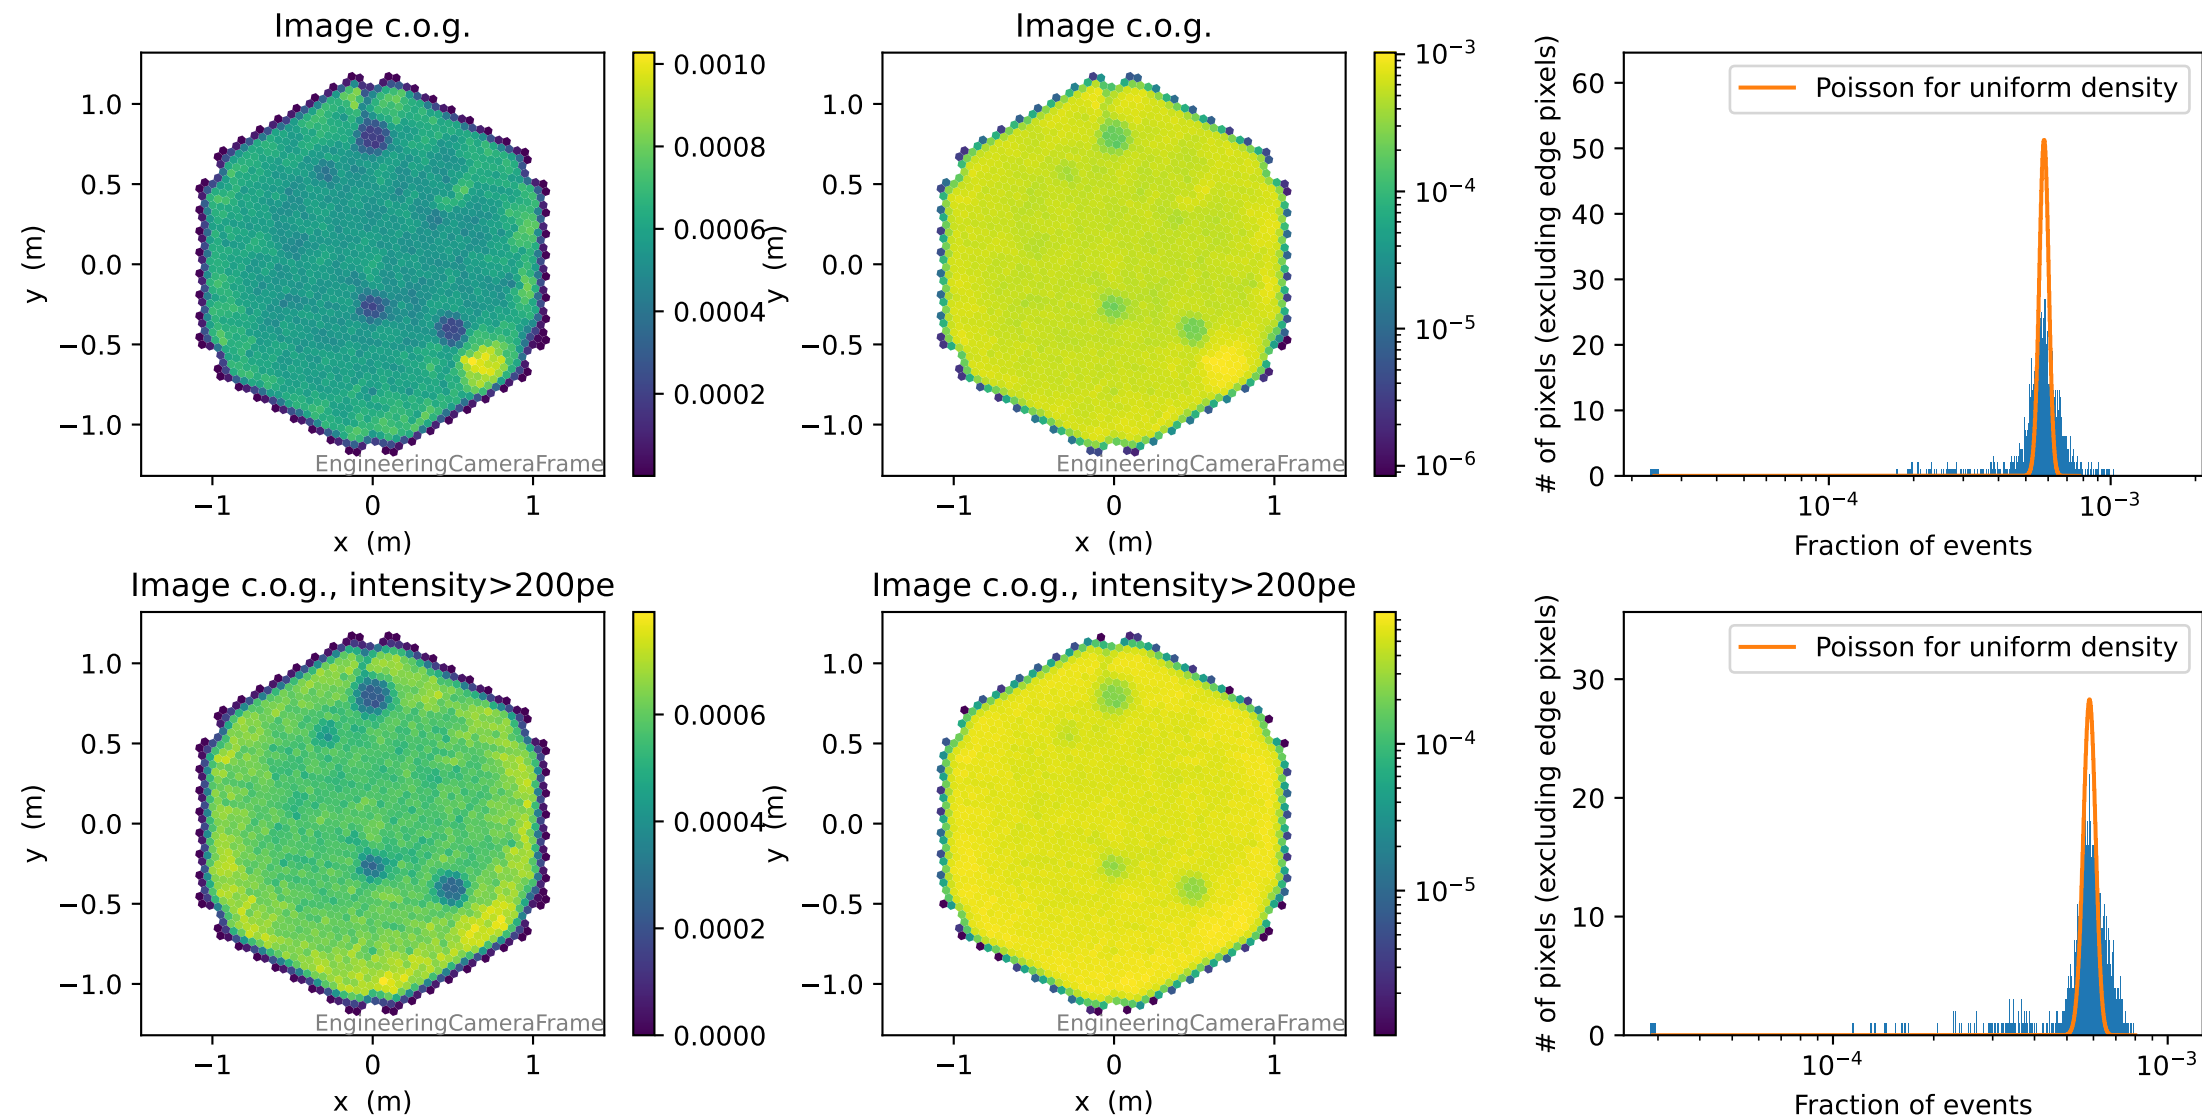 Image c.o.g.
1.0
0.5
0.0
−0.5
−1.0
y (m)
−1
0
1
x (m)
EngineeringCameraFrame
0.0010
0.0008
0.0006
0.0004
0.0002
Image c.o.g.
1.0
0.5
0.0
−0.5
−1.0
y (m)
−1
0
1
x (m)
EngineeringCameraFrame
10⁻³
10⁻⁴
10⁻⁵
10⁻⁶
# of pixels (excluding edge pixels)
60
50
40
30
20
10
0
Poisson for uniform density
10⁻⁴
10⁻³
Fraction of events
Image c.o.g., intensity>200pe
1.0
0.5
0.0
−0.5
−1.0
y (m)
−1
0
1
x (m)
EngineeringCameraFrame
0.0006
0.0004
0.0002
0.0000
Image c.o.g., intensity>200pe
1.0
0.5
0.0
−0.5
−1.0
y (m)
−1
0
1
x (m)
EngineeringCameraFrame
10⁻⁴
10⁻⁵
# of pixels (excluding edge pixels)
30
20
10
0
Poisson for uniform density
10⁻⁴
10⁻³
Fraction of events